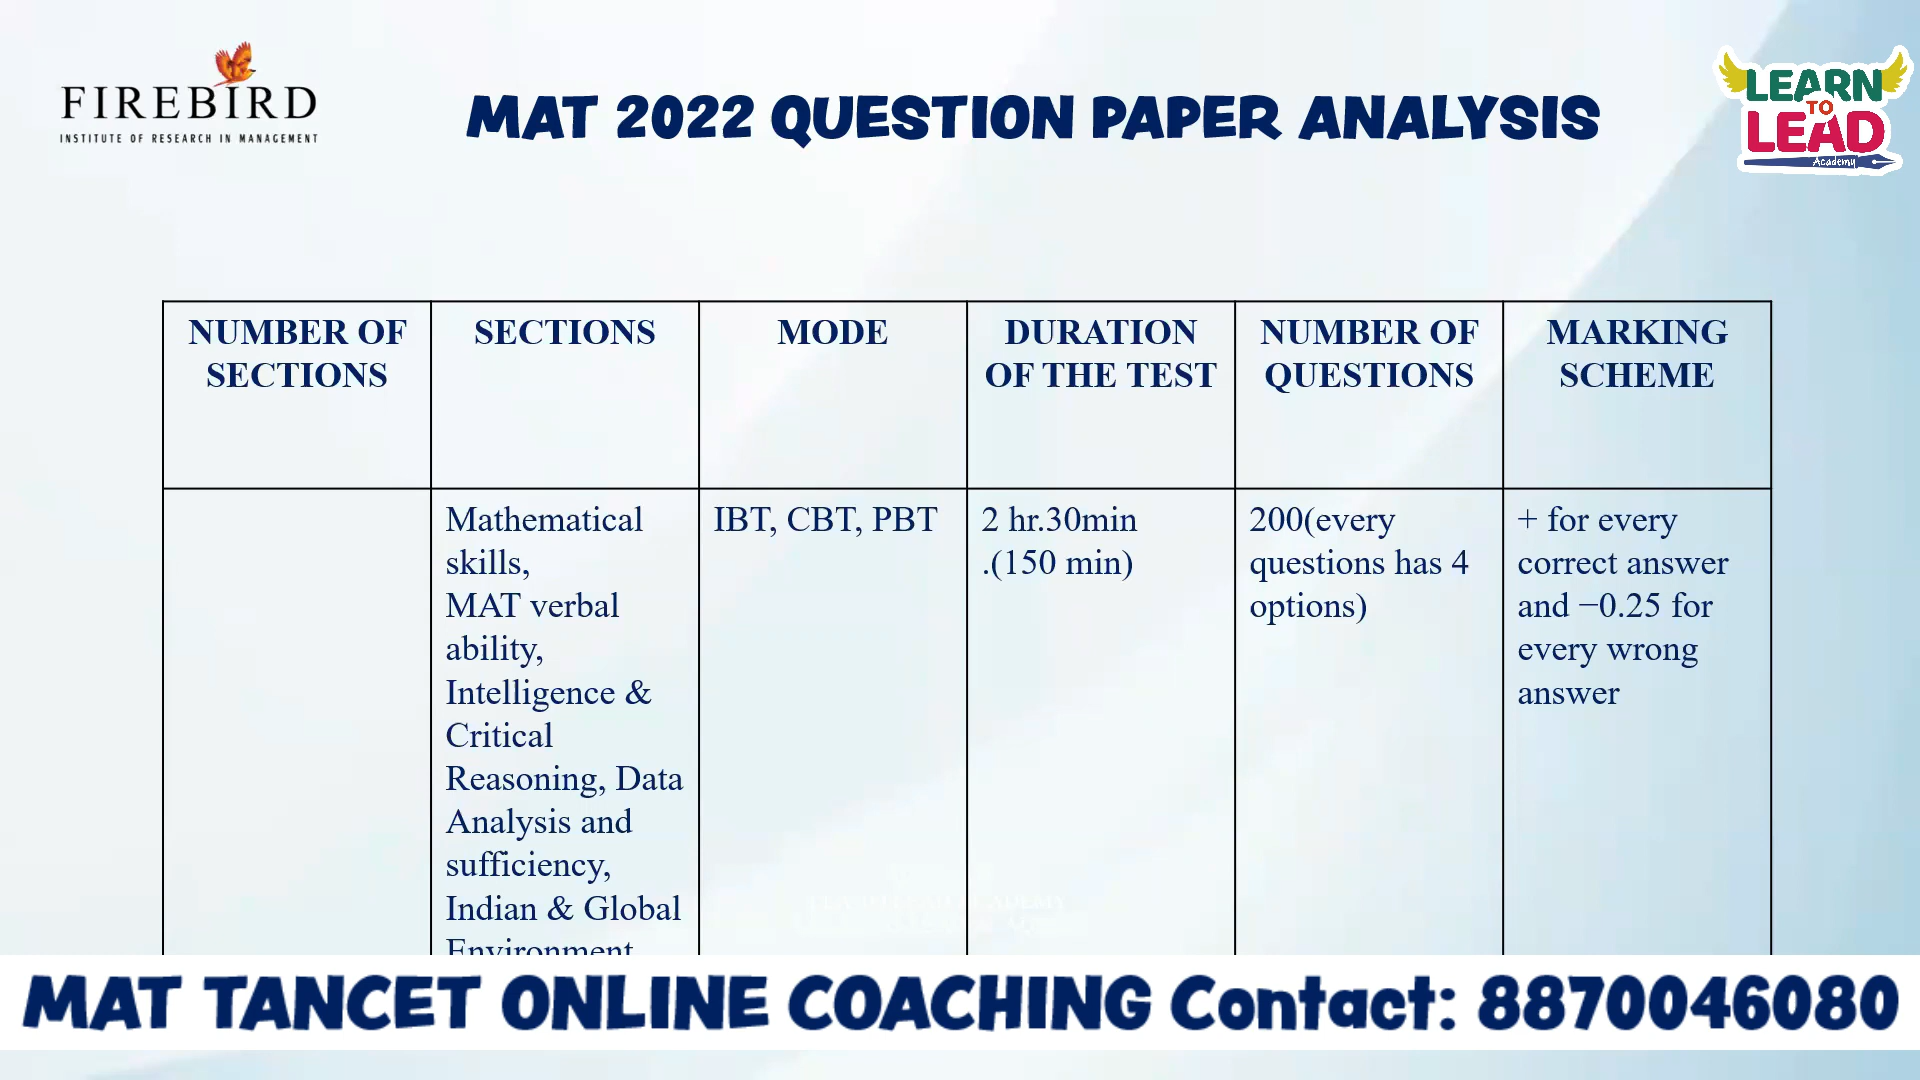 FIREBIRD
INSTITUTE OF RESEARCH IN MANAGEMENT
MAT 2022 QUESTION PAPER ANALYSIS
LEARN
TO
LEAD
Academy
NUMBER OF
SECTIONS
SECTIONS
MODE
DURATION
OF THE TEST
NUMBER OF
QUESTIONS
MARKING
SCHEME
Mathematical
skills,
MAT verbal
ability,
Intelligence &
Critical
Reasoning, Data
Analysis and
sufficiency,
Indian & Global
Environment
IBT, CBT, PBT
2 hr.30min
.(150 min)
200(every
questions has 4
options)
+ for every
correct answer
and −0.25 for
every wrong
answer
MAT TANCET ONLINE COACHING Contact: 8870046080